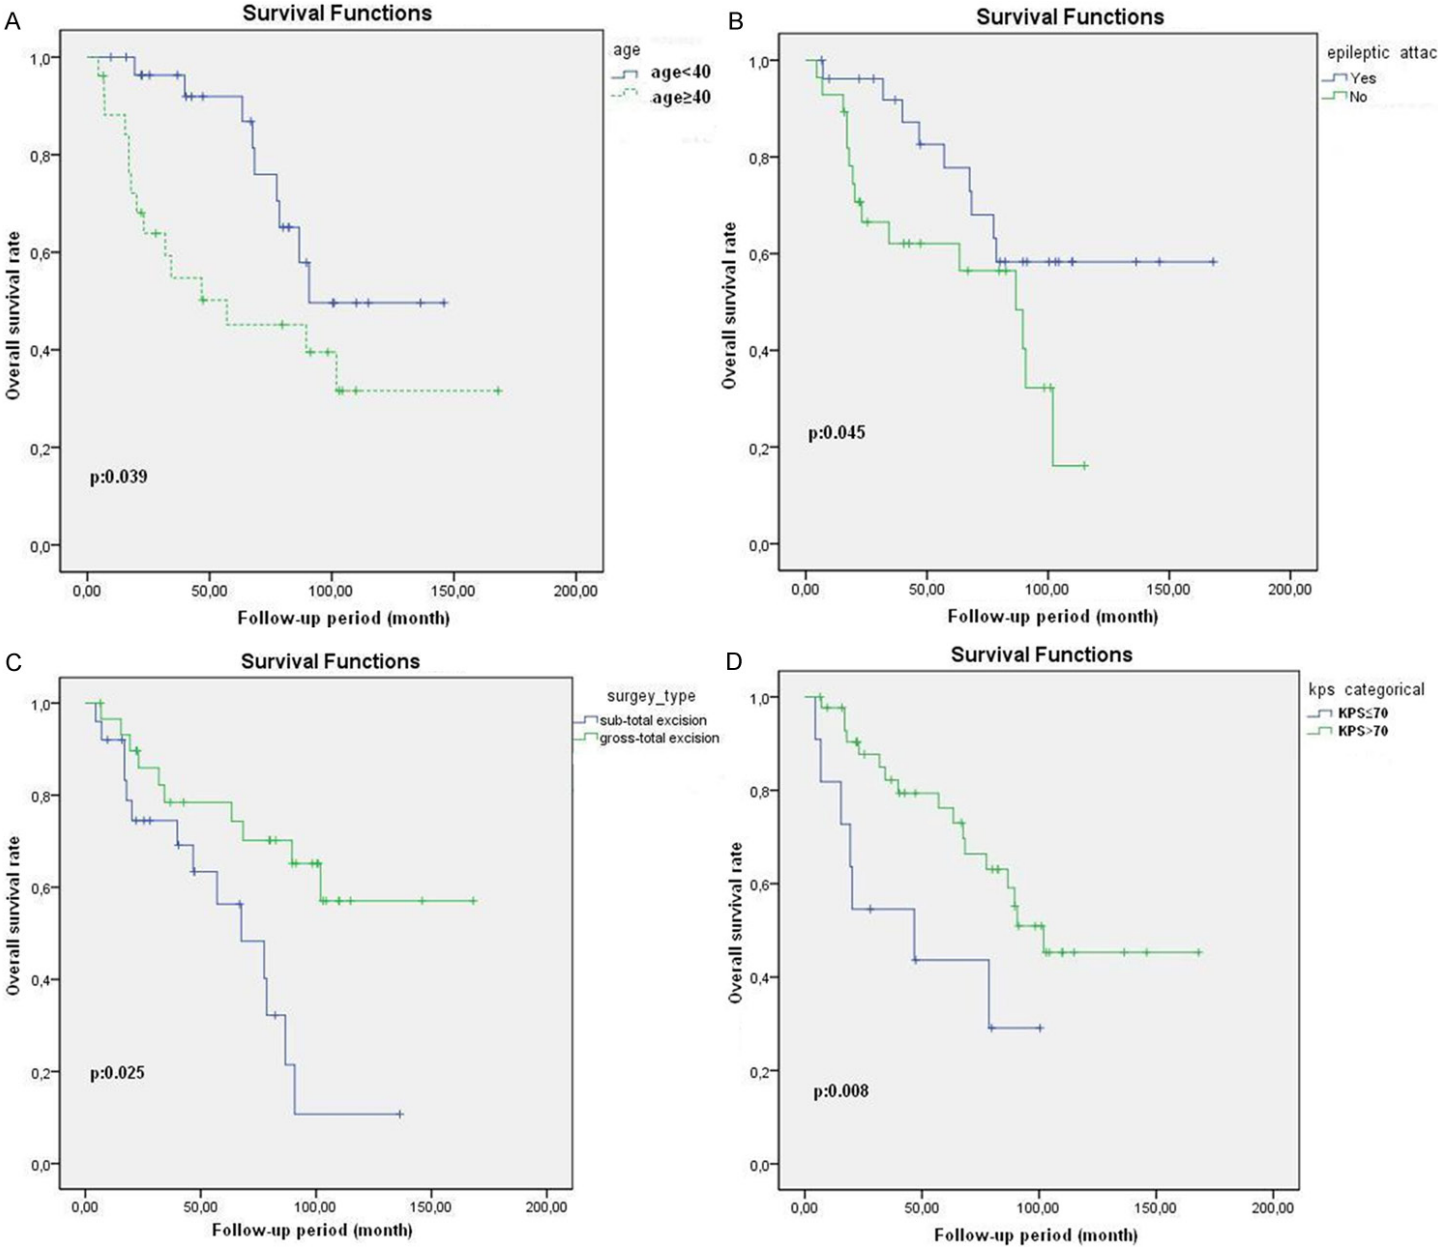 A
Survival Functions
age
age<40
age≥40
Overall survival rate
1,0
0,8
0,6
0,4
0,2
0,0
p:0.039
0,00 50,00 100,00 150,00 200,00
Follow-up period (month)
B
Survival Functions
epileptic attac
Yes
No
Overall survival rate
1,0
0,8
0,6
0,4
0,2
0,0
p:0.045
0,00 50,00 100,00 150,00 200,00
Follow-up period (month)
C
Survival Functions
surgey_type
sub-total excision
gross-total excision
Overall survival rate
1,0
0,8
0,6
0,4
0,2
0,0
p:0.025
0,00 50,00 100,00 150,00 200,00
Follow-up period (month)
D
Survival Functions
kps categorical
KPS≤70
KPS>70
Overall survival rate
1,0
0,8
0,6
0,4
0,2
0,0
p:0.008
0,00 50,00 100,00 150,00 200,00
Follow-up period (month)